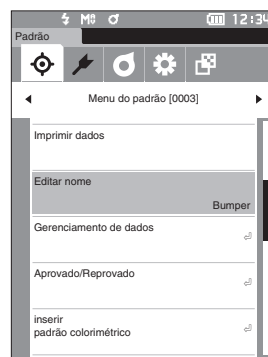 M 12:34
Padrão
Menu do padrão [0003]
Imprimir dados
Editar nome
Bumper
Gerenciamento de dados
Aprovado/Reprovado
inserir
padrão colorimétrico